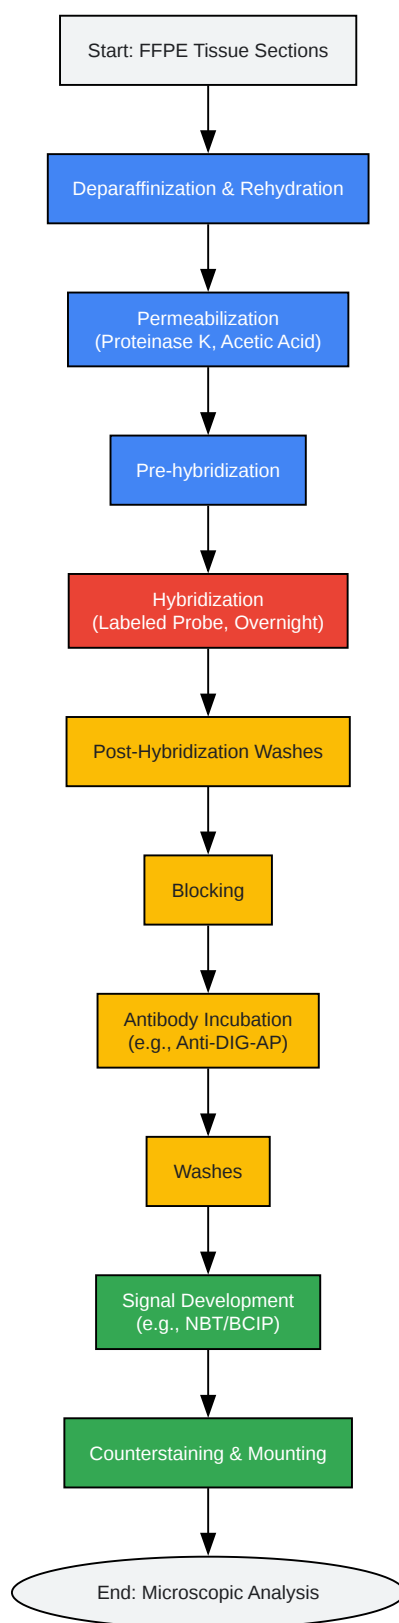 Start: FFPE Tissue Sections
Deparaffinization & Rehydration
Permeabilization
(Proteinase K, Acetic Acid)
Pre-hybridization
Hybridization
(Labeled Probe, Overnight)
Post-Hybridization Washes
Blocking
Antibody Incubation
(e.g., Anti-DIG-AP)
Washes
Signal Development
(e.g., NBT/BCIP)
Counterstaining & Mounting
End: Microscopic Analysis